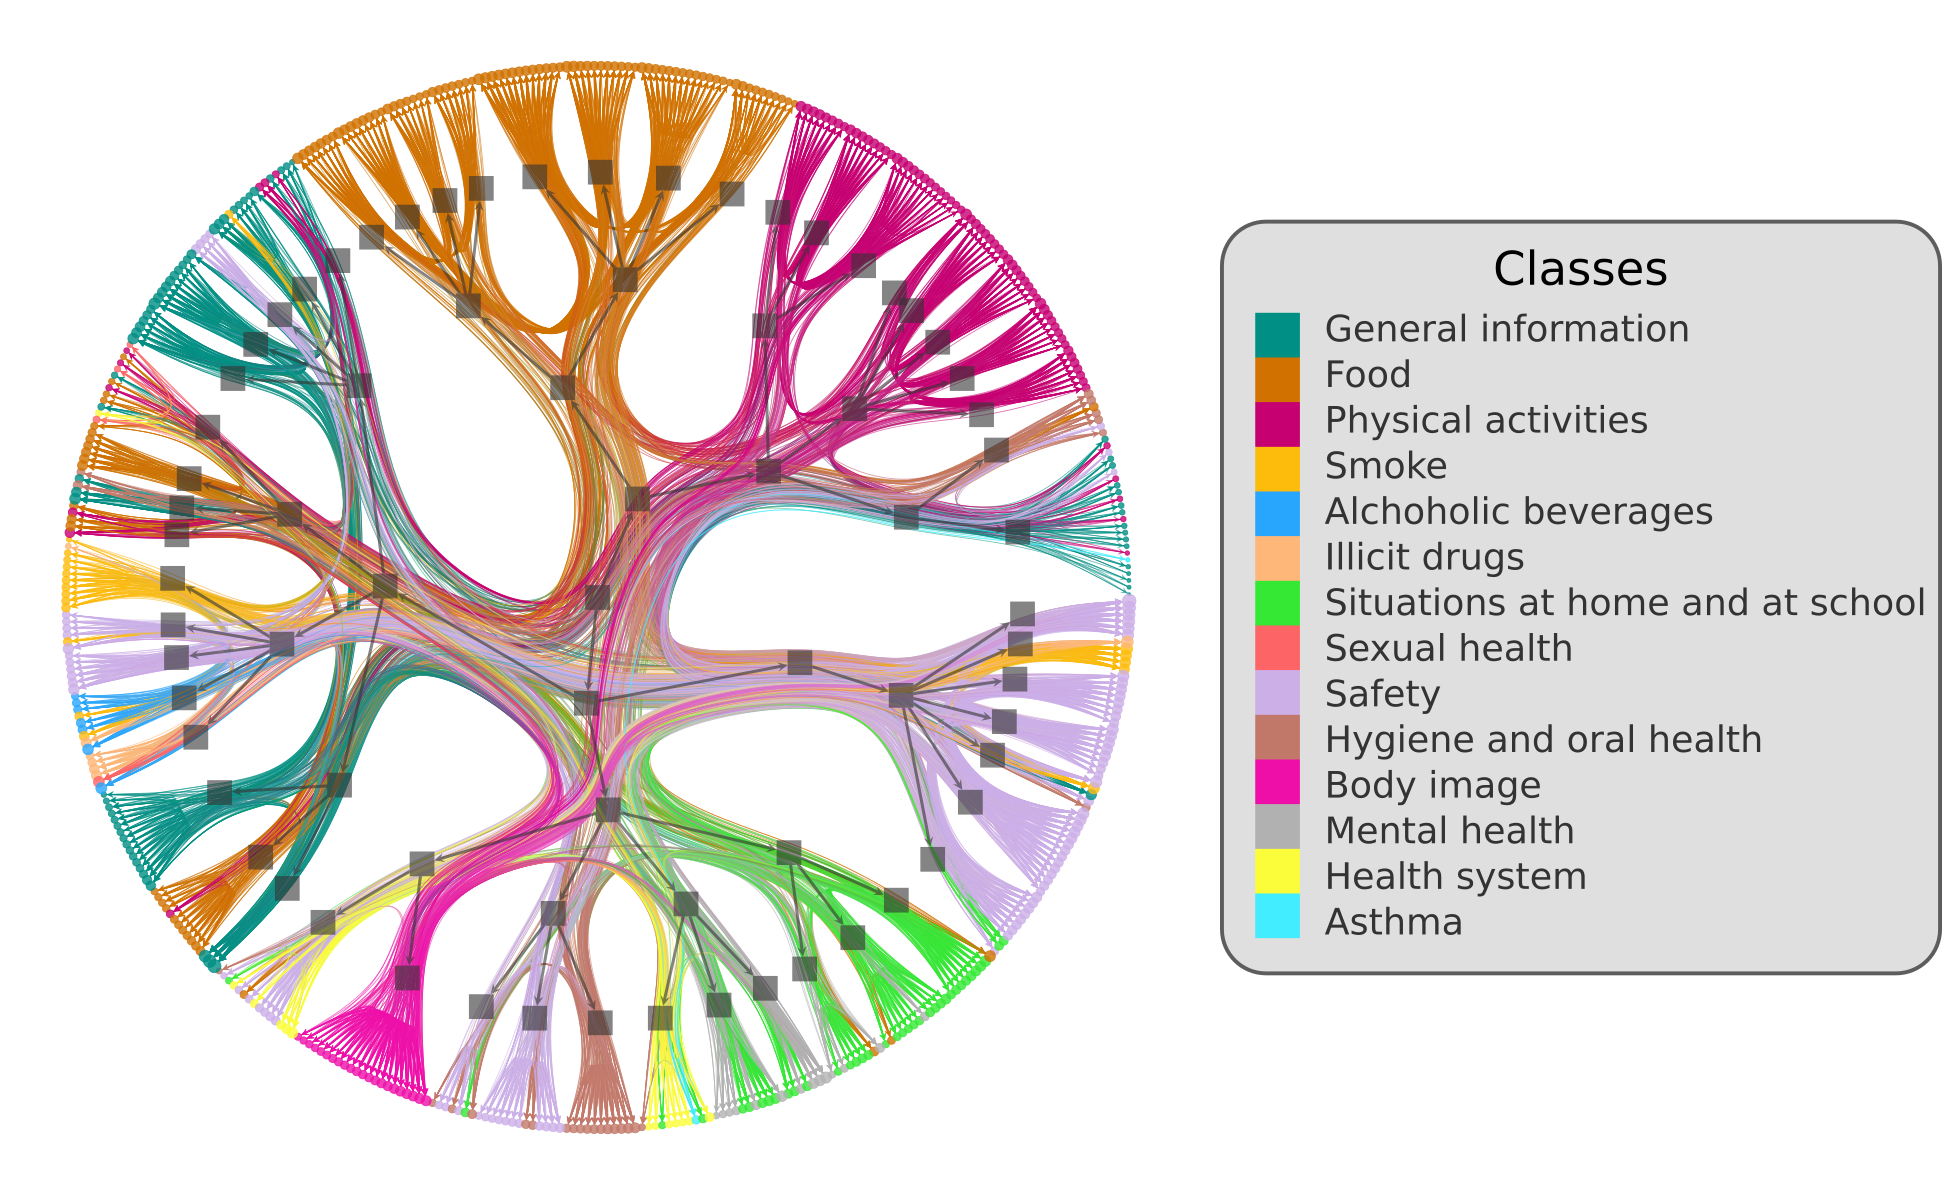 Classes
General information
Food
Physical activities
Smoke
Alchoholic beverages
Illicit drugs
Situations at home and at school
Sexual health
Safety
Hygiene and oral health
Body image
Mental health
Health system
Asthma